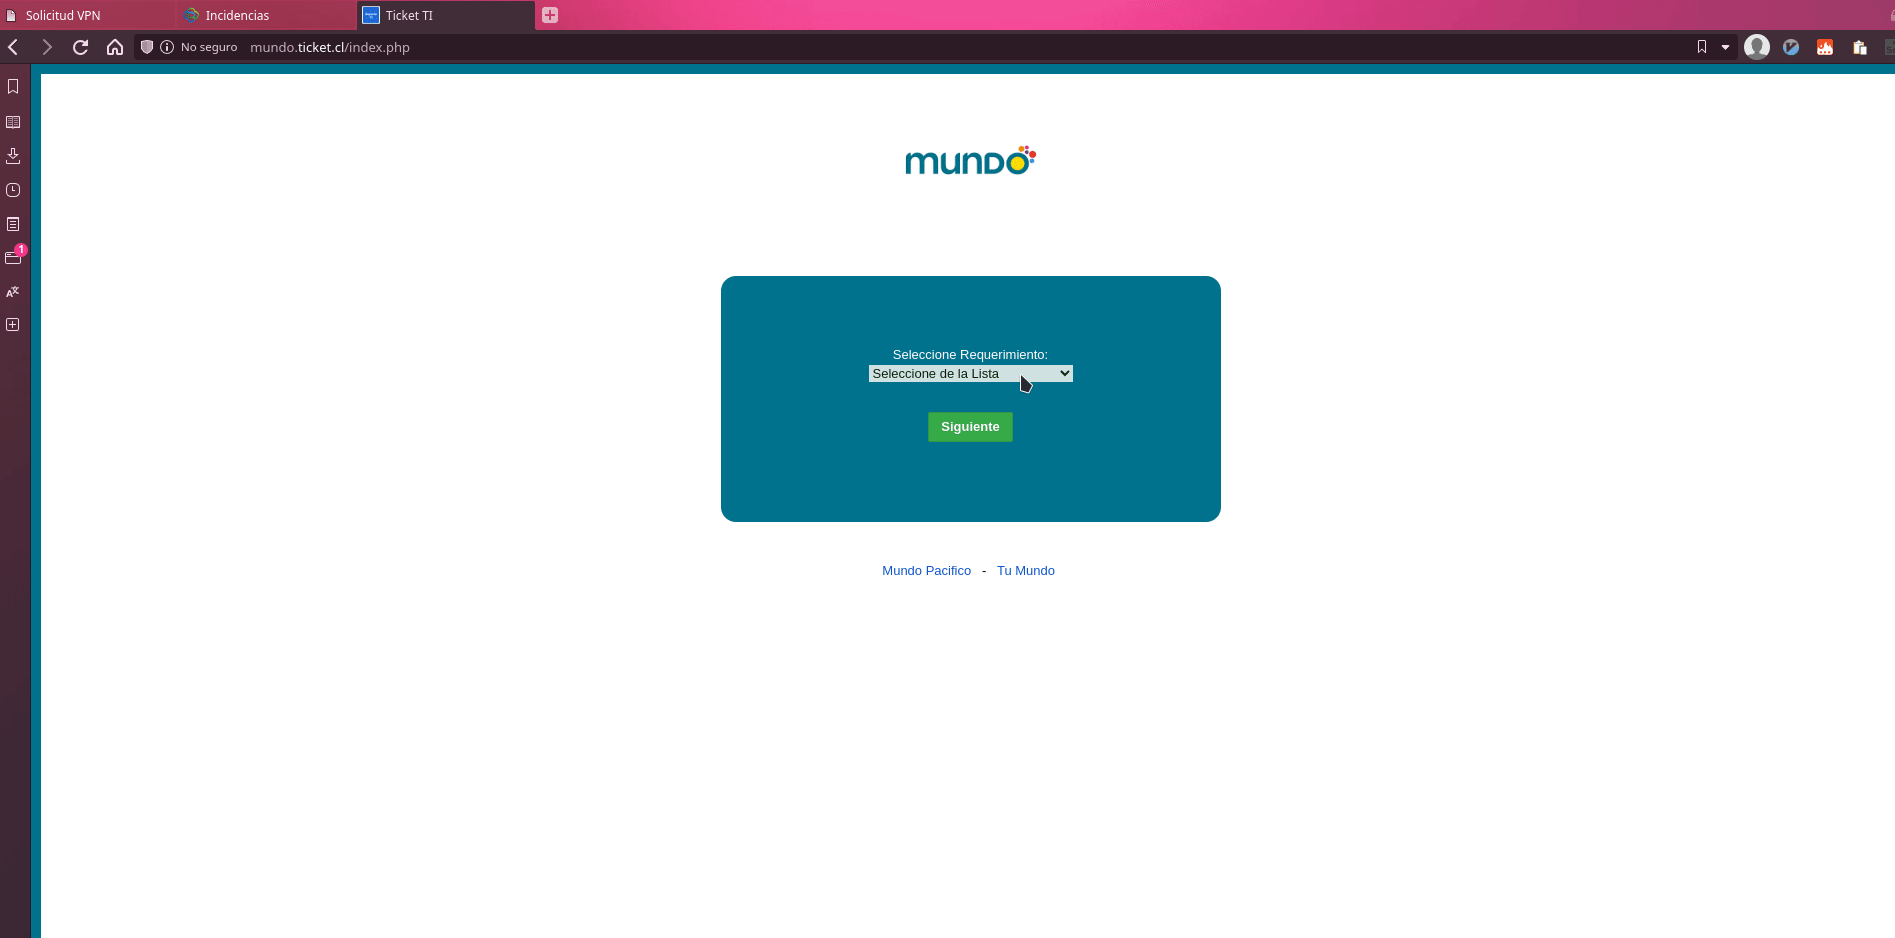 Solicitud VPN
Incidencias
Ticket TI
No seguro
mundo.ticket.cl/index.php
1
mundo
Seleccione Requerimiento:
Seleccione de la Lista
Siguiente
Mundo Pacifico - Tu Mundo